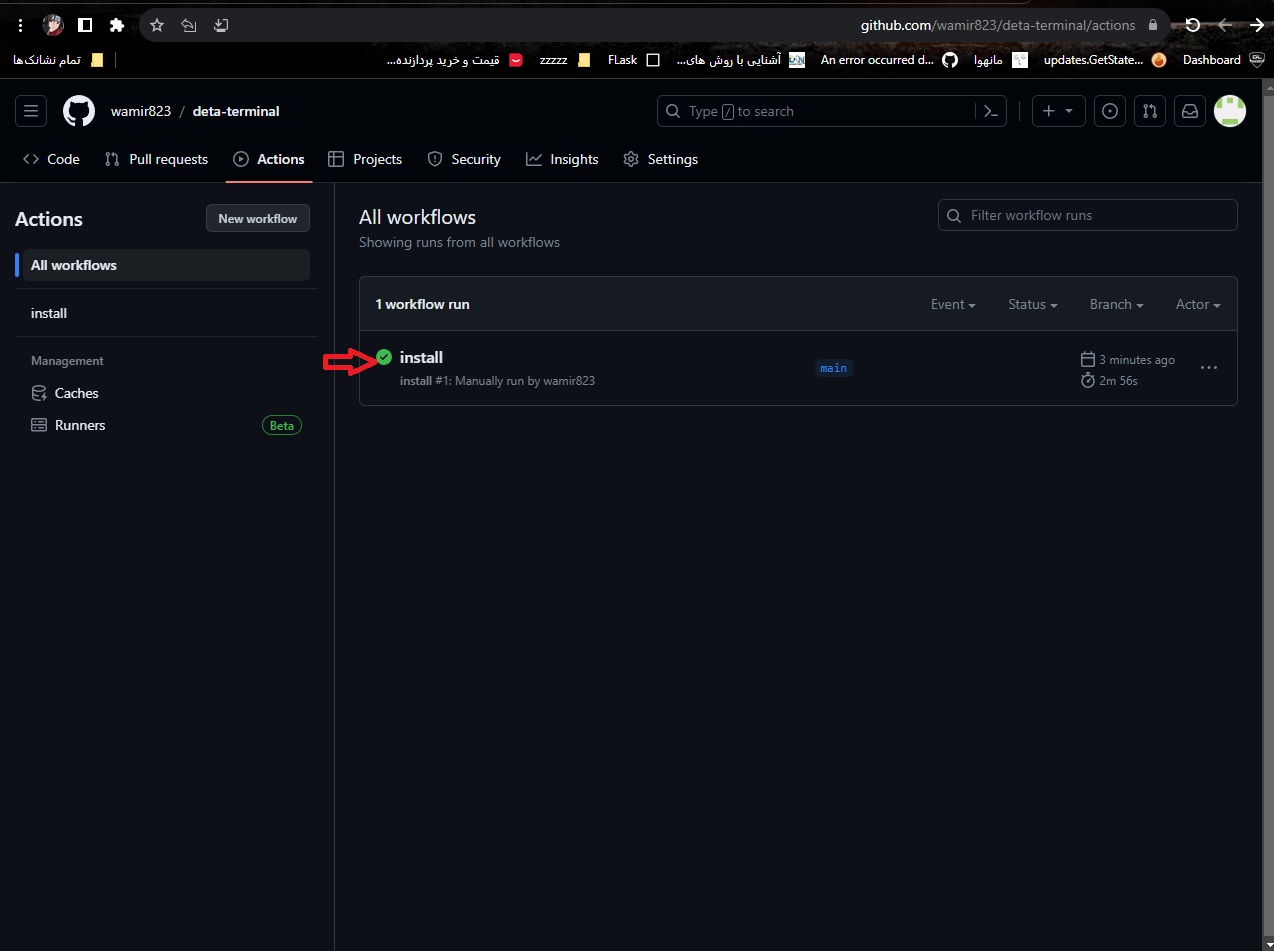 github.com/wamir823/deta-terminal/actions
تمام نشانک‌ها
قیمت و خرید پردازنده...
zzzzz
FLask
آشنایی با روش های...
An error occurred d...
مانهوا
updates.GetState...
Dashboard
wamir823 / deta-terminal
Type / to search
Code
Pull requests
Actions
Projects
Security
Insights
Settings
Actions
New workflow
All workflows
install
Management
Caches
Runners
Beta
All workflows
Showing runs from all workflows
Filter workflow runs
1 workflow run
Event
Status
Branch
Actor
install
install #1: Manually run by wamir823
main
3 minutes ago
2m 56s